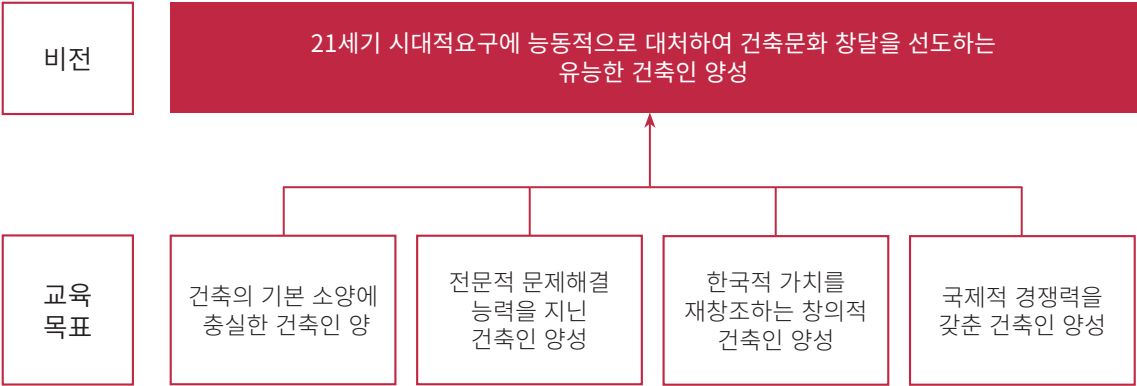 비전
21세기 시대적요구에 능동적으로 대처하여 건축문화 창달을 선도하는
유능한 건축인 양성
교육
목표
건축의 기본 소양에
충실한 건축인 양
전문적 문제해결
능력을 지닌
건축인 양성
한국적 가치를
재창조하는 창의적
건축인 양성
국제적 경쟁력을
갖춘 건축인 양성